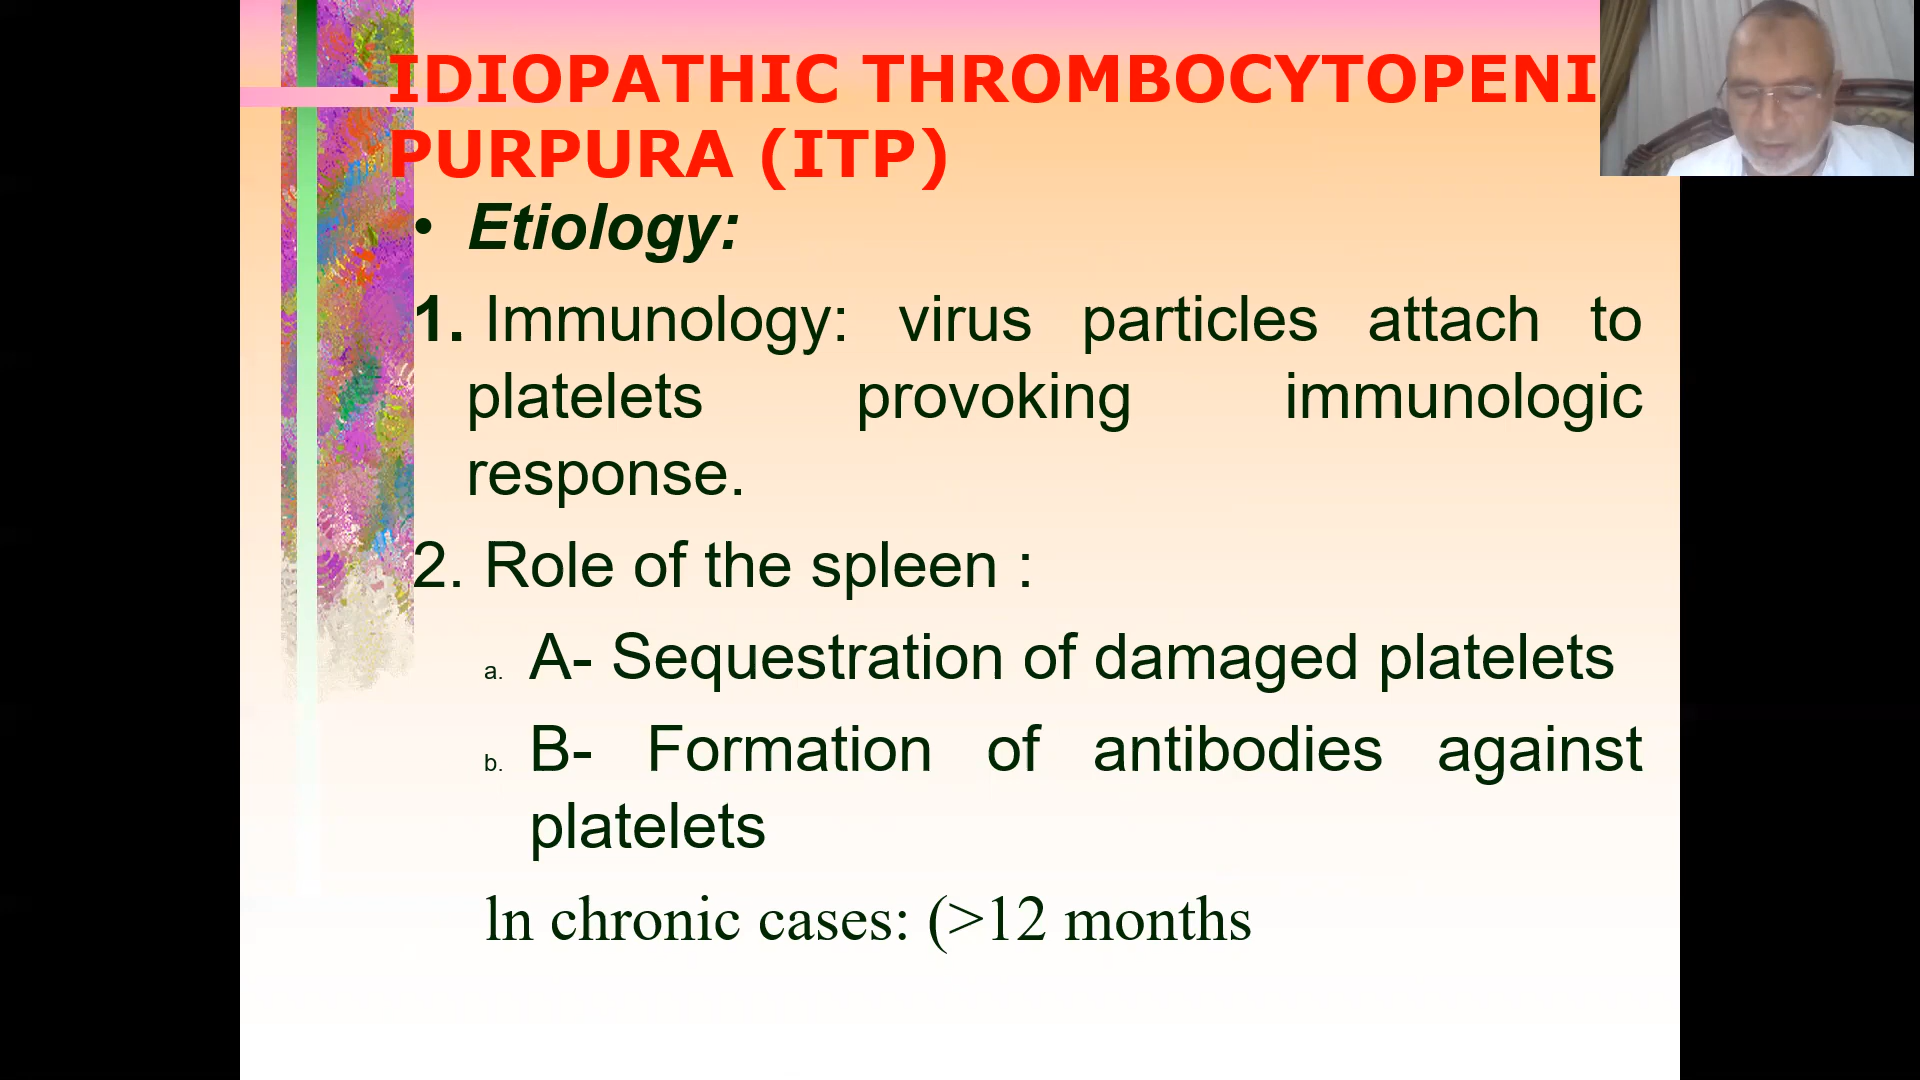 IDIOPATHIC THROMBOCYTOPENI
PURPURA (ITP)
• Etiology:
1. Immunology: virus particles attach to
platelets provoking immunologic
response.
2. Role of the spleen :
a. A- Sequestration of damaged platelets
b. B- Formation of antibodies against
platelets
ln chronic cases: (>12 months